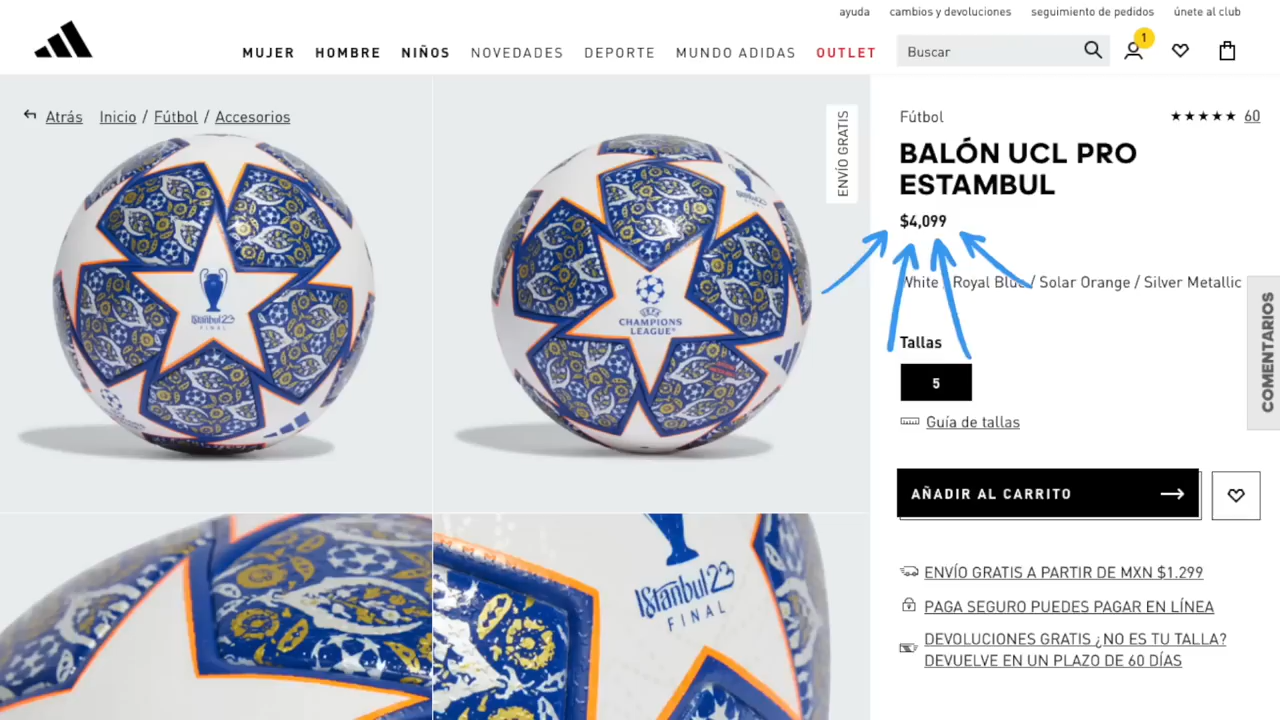 ayuda cambios y devoluciones seguimiento de pedidos únete al club
MUJER HOMBRE NIÑOS NOVEDADES DEPORTE MUNDO ADIDAS OUTLET
Buscar
1
Atrás Inicio / Fútbol / Accesorios
ENVÍO GRATIS
Fútbol
★★★★★ 60
BALÓN UCL PRO
ESTAMBUL
$4,099
White / Royal Blue / Solar Orange / Silver Metallic
Tallas
5
Guía de tallas
AÑADIR AL CARRITO
COMENTARIOS
ENVÍO GRATIS A PARTIR DE MXN $1.299
PAGA SEGURO PUEDES PAGAR EN LÍNEA
DEVOLUCIONES GRATIS ¿NO ES TU TALLA?
DEVUELVE EN UN PLAZO DE 60 DÍAS
Istanbul23
FINAL
UEFA
CHAMPIONS
LEAGUE
Istanbul23
FINAL